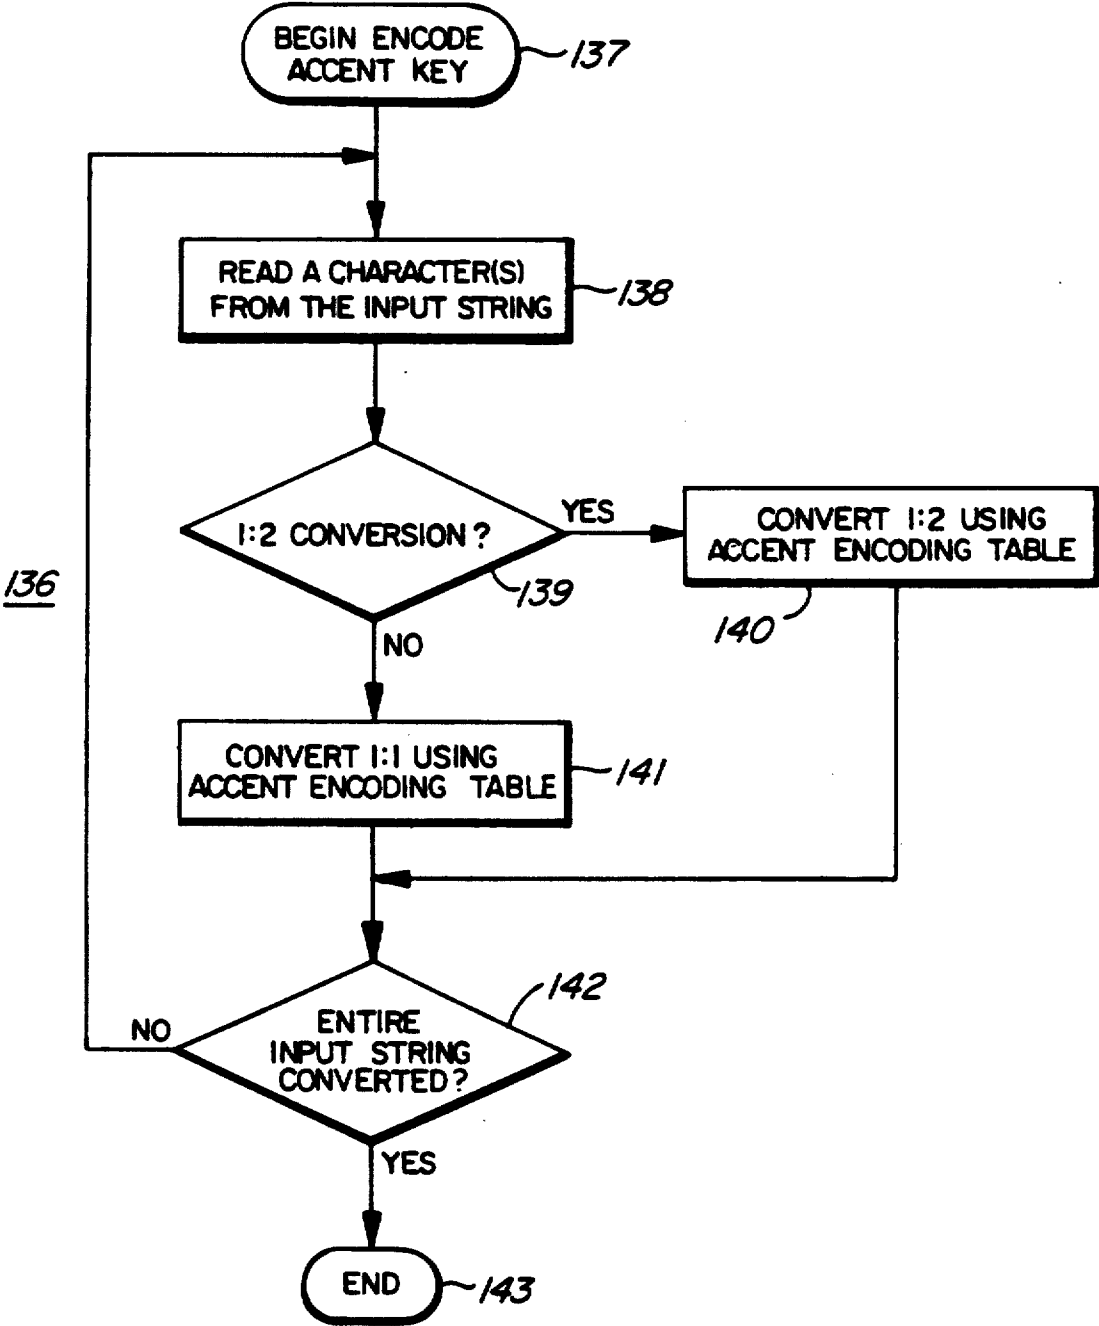 BEGIN ENCODE
ACCENT KEY
137
READ A CHARACTER(S)
FROM THE INPUT STRING
138
1:2 CONVERSION?
139
YES
CONVERT 1:2 USING
ACCENT ENCODING TABLE
140
136
NO
CONVERT 1:1 USING
ACCENT ENCODING TABLE
141
ENTIRE
INPUT STRING
CONVERTED?
142
NO
YES
END
143